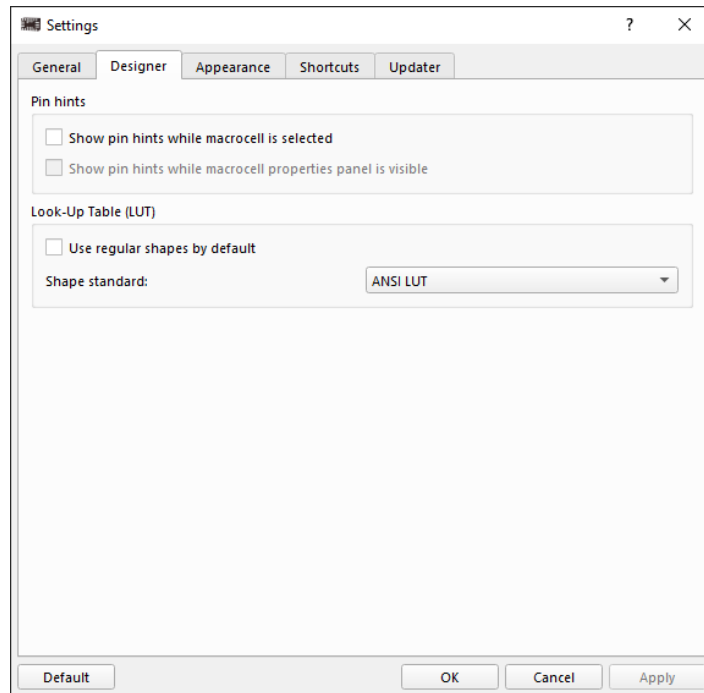 Settings
General Designer Appearance Shortcuts Updater
Pin hints
Show pin hints while macrocell is selected
Show pin hints while macrocell properties panel is visible
Look-Up Table (LUT)
Use regular shapes by default
Shape standard: ANSI LUT
Default OK Cancel Apply